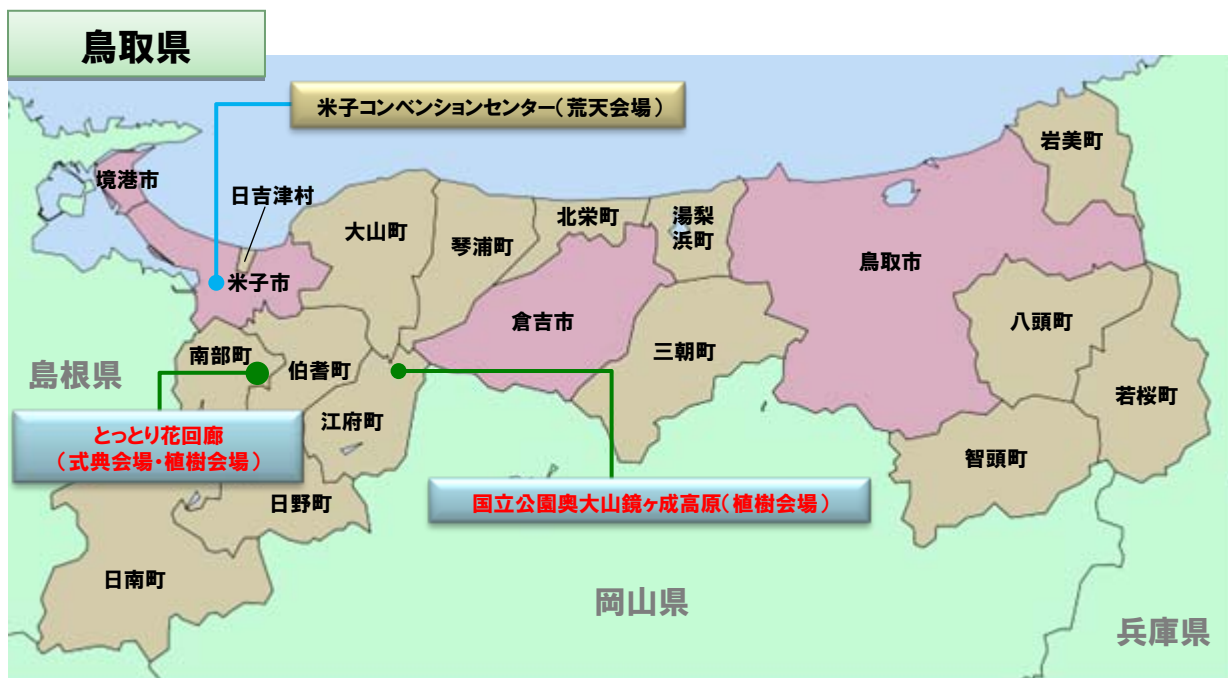 鳥取県
米子コンベンションセンター(荒天会場)
岩美町
境港市
日吉津村
大山町
琴浦町
北栄町
湯梨
浜町
鳥取市
米子市
倉吉市
八頭町
南部町
伯耆町
三朝町
島根県
若桜町
江府町
とっとり花回廊
(式典会場・植樹会場)
智頭町
国立公園奥大山鏡ヶ成高原(植樹会場)
日野町
日南町
岡山県
兵庫県